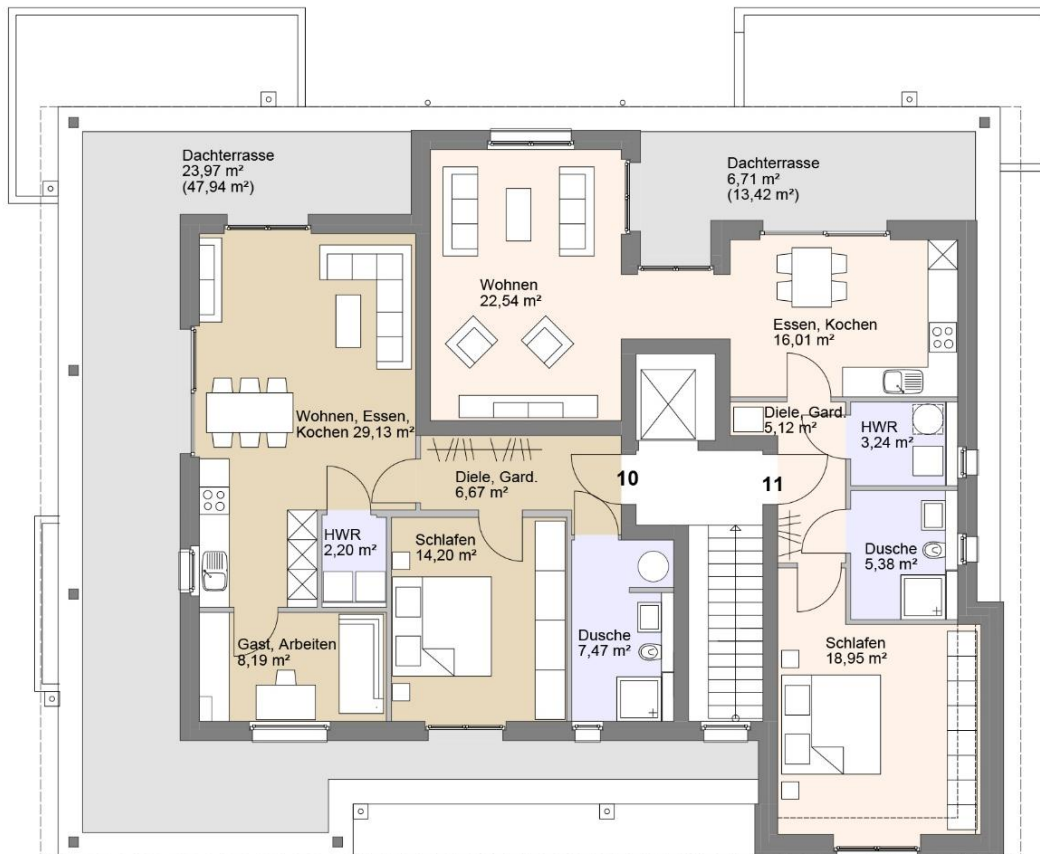 Dachterrasse
23,97 m²
(47,94 m²)
Dachterrasse
6,71 m²
(13,42 m²)
Wohnen
22,54 m²
Essen, Kochen
16,01 m²
Wohnen, Essen,
Kochen 29,13 m²
Diele, Gard.
5,12 m²
HWR
3,24 m²
Diele, Gard.
6,67 m²
10
11
HWR
2,20 m²
Schlafen
14,20 m²
Dusche
5,38 m²
Gast, Arbeiten
8,19 m²
Dusche
7,47 m²
Schlafen
18,95 m²